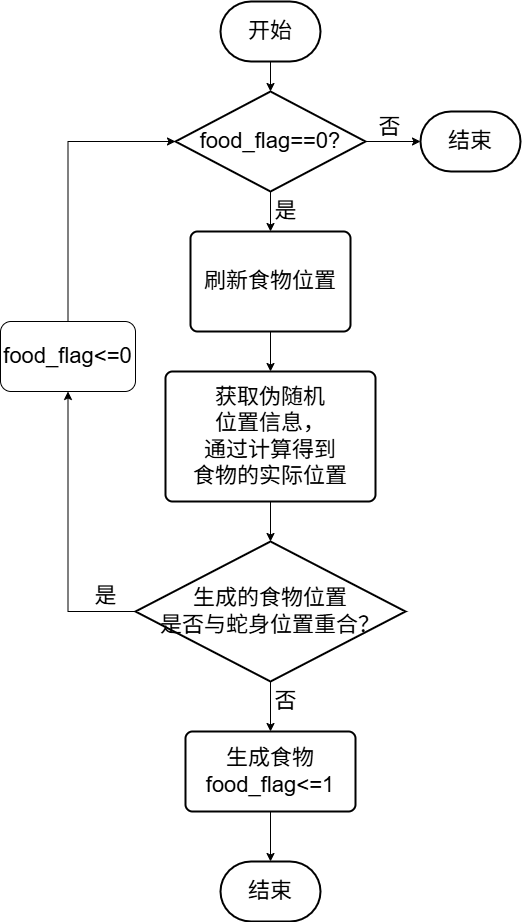 开始
food_flag==0?
否
结束
是
刷新食物位置
food_flag<=0
获取伪随机
位置信息，
通过计算得到
食物的实际位置
是
生成的食物位置
是否与蛇身位置重合？
否
生成食物
food_flag<=1
结束